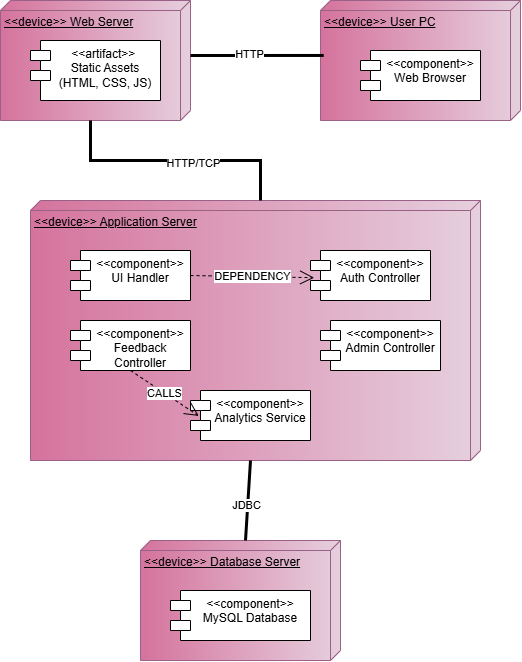 <<device>> Web Server
<<artifact>>
Static Assets
(HTML, CSS, JS)
HTTP
<<device>> User PC
<<component>>
Web Browser
HTTP/TCP
<<device>> Application Server
<<component>>
UI Handler
DEPENDENCY
<<component>>
Auth Controller
<<component>>
Feedback
Controller
<<component>>
Admin Controller
CALLS
<<component>>
Analytics Service
JDBC
<<device>> Database Server
<<component>>
MySQL Database